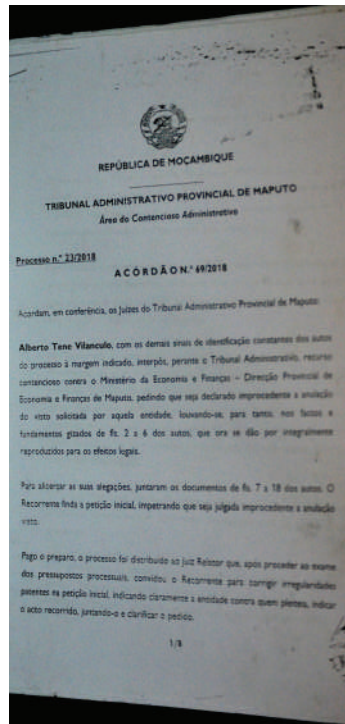 REPÚBLICA DE MOÇAMBIQUE
TRIBUNAL ADMINISTRATIVO PROVINCIAL DE MAPUTO
Área do Contencioso Administrativo
Processo n.º 23/2018
ACÓRDÃO N.º 69/2018
Acordam, em conferência, os Juízes do Tribunal Administrativo Provincial de Maputo:
Alberto Tene Vilanculo, com os demais sinais de identificação constantes dos autos
do processo à margem indicado, interpôs, perante o Tribunal Administrativo, recurso
contencioso contra o Ministério da Economia e Finanças – Direcção Provincial de
Economia e Finanças de Maputo, pedindo que seja declarado improcedente a anulação
do visto solicitada por aquela entidade, louvando-se, para tanto, nos factos e
fundamentos gizados de fls. 2 a 6 dos autos, que ora se dão por integralmente
reproduzidos para os efeitos legais.
Para alicerçar as suas alegações, juntaram os documentos de fls. 7 a 18 dos autos. O
Recorrente finda a petição inicial, impetrando que seja julgada improcedente a anulação
visto.
Pago o preparo, o processo foi distribuído ao Juiz Relator que, após proceder ao exame
dos pressupostos processuais, convidou o Recorrente para corrigir irregularidades
patentes na petição inicial, indicando claramente a entidade contra quem pleiteia, indicar
o acto recorrido, juntando-o e clarificar o pedido.
1/8